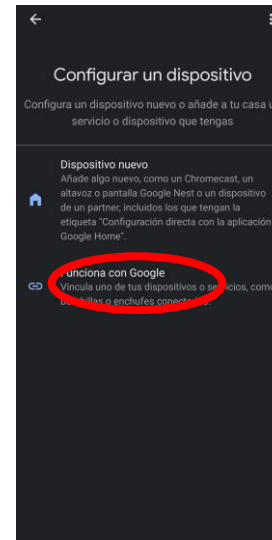 Configurar un dispositivo
Configura un dispositivo nuevo o añade a tu casa
servicio o dispositivo que tengas
Dispositivo nuevo
Añade algo nuevo, como un Chromecast, un
altavoz o pantalla Google Nest o un dispositivo
de un partner, incluidos los que tengan la
etiqueta "Configuración directa con la aplicación
Google Home".
Funciona con Google
Vincula uno de tus dispositivos o servicios, como
bombillas o enchufes conectados.